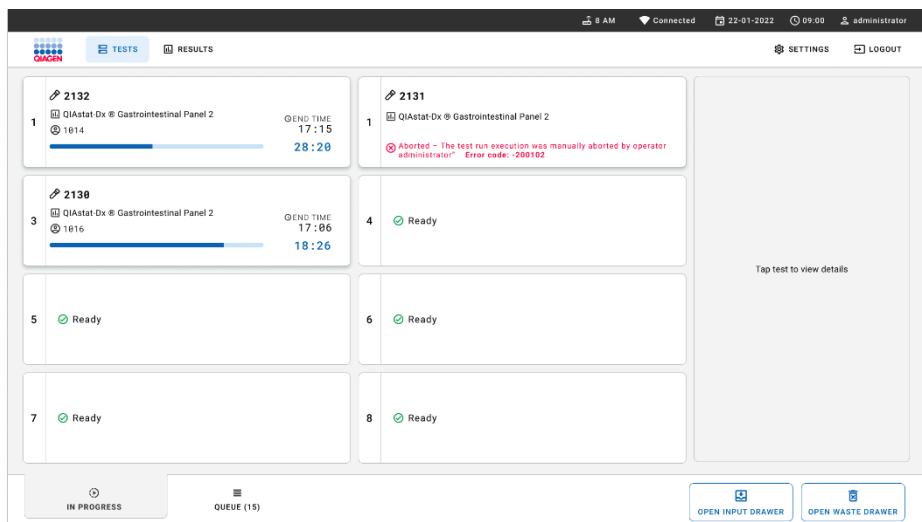 8 AM Connected 22-01-2022 09:00 administrator
QIAGEN TESTS RESULTS SETTINGS LOGOUT
1
2132
QIAstat-Dx ® Gastrointestinal Panel 2
1014
END TIME
17:15
28:20
1
2131
QIAstat-Dx ® Gastrointestinal Panel 2
Aborted – The test run execution was manually aborted by operator
administrator" Error code: -200102
3
2130
QIAstat-Dx ® Gastrointestinal Panel 2
1016
END TIME
17:06
18:26
4 Ready
Tap test to view details
5 Ready
6 Ready
7 Ready
8 Ready
IN PROGRESS
QUEUE (15)
OPEN INPUT DRAWER
OPEN WASTE DRAWER